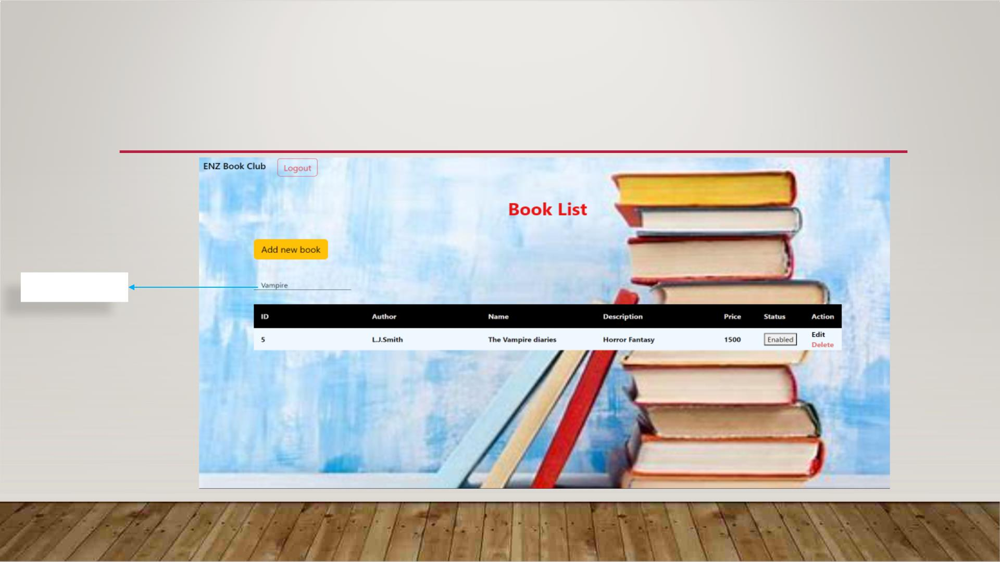 ENZ Book Club Logout
Book List
Add new book
Vampire
ID Author Name Description Price Status Action
5 L.J.Smith The Vampire diaries Horror Fantasy 1500 Enabled Edit
Delete